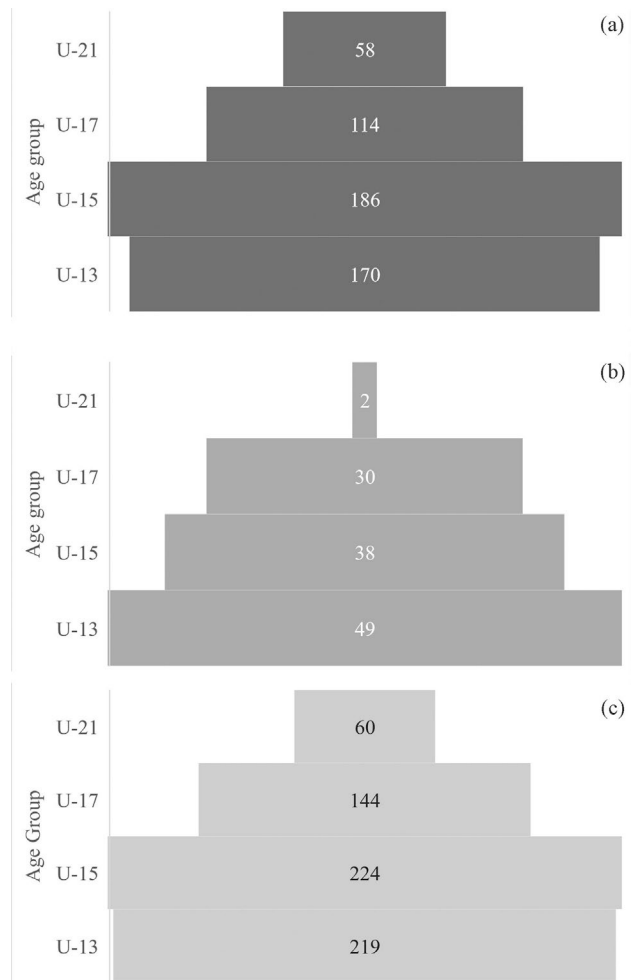 (a)
Age group
U-21
58
U-17
114
U-15
186
U-13
170
(b)
Age group
U-21
2
U-17
30
U-15
38
U-13
49
(c)
Age Group
U-21
60
U-17
144
U-15
224
U-13
219